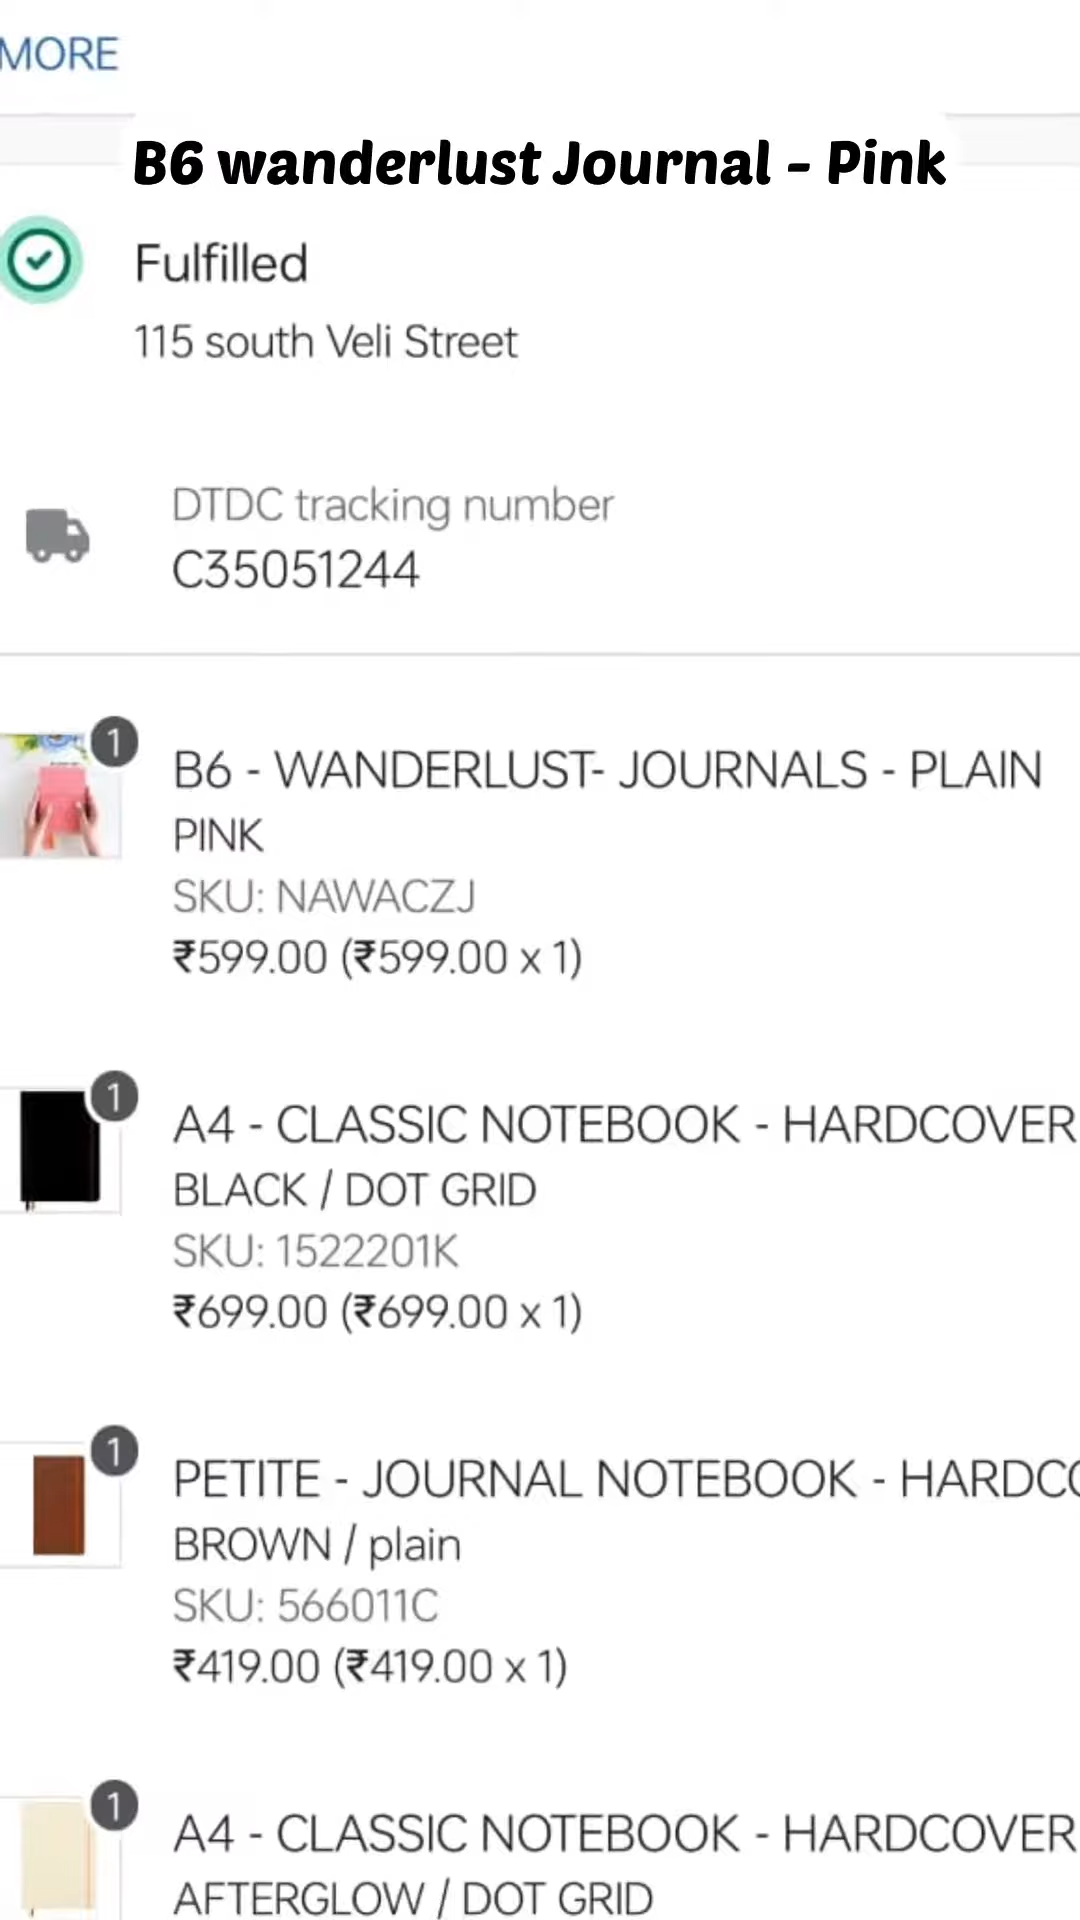 MORE
B6 wanderlust Journal - Pink
Fulfilled
115 south Veli Street
DTDC tracking number
C35051244
1
B6 - WANDERLUST- JOURNALS - PLAIN
PINK
SKU: NAWACZJ
₹599.00 (₹599.00 x 1)
1
A4 - CLASSIC NOTEBOOK - HARDCOVER
BLACK / DOT GRID
SKU: 1522201K
₹699.00 (₹699.00 x 1)
1
PETITE - JOURNAL NOTEBOOK - HARDCO
BROWN / plain
SKU: 566011C
₹419.00 (₹419.00 x 1)
1
A4 - CLASSIC NOTEBOOK - HARDCOVER
AFTERGLOW / DOT GRID